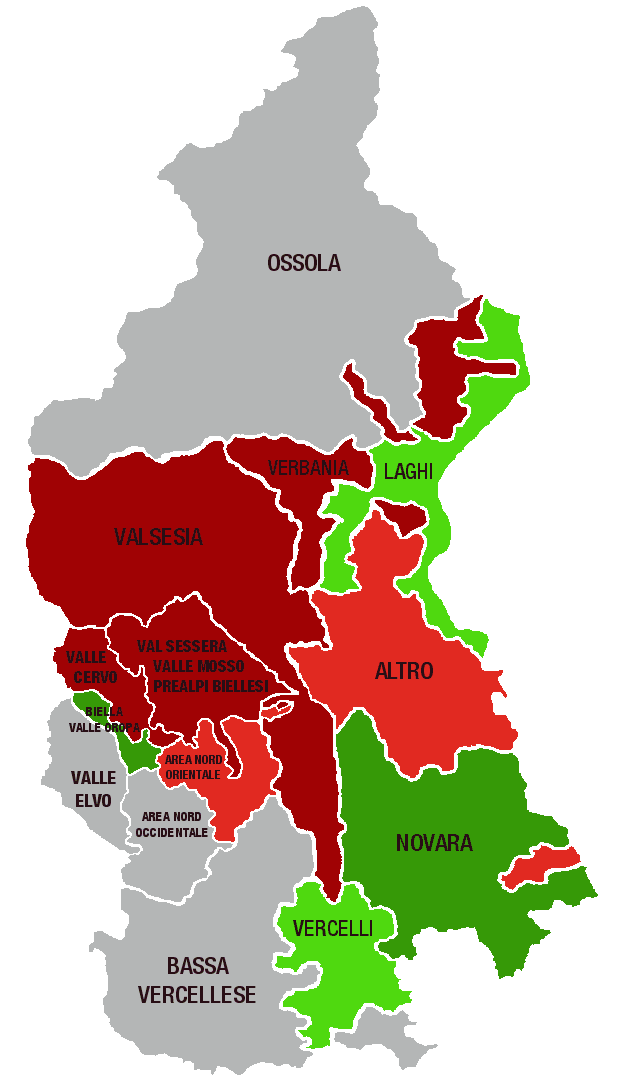 OSSOLA
VERBANIA
LAGHI
VALSESIA
VAL SESSERA
VALLE MOSSO
PREALPI BIELLESI
VALLE
CERVO
ALTRO
BIELLA
VALLE OROPA
AREA NORD
ORIENTALE
VALLE
ELVO
AREA NORD
OCCIDENTALE
NOVARA
VERCELLI
BASSA
VERCELLESE